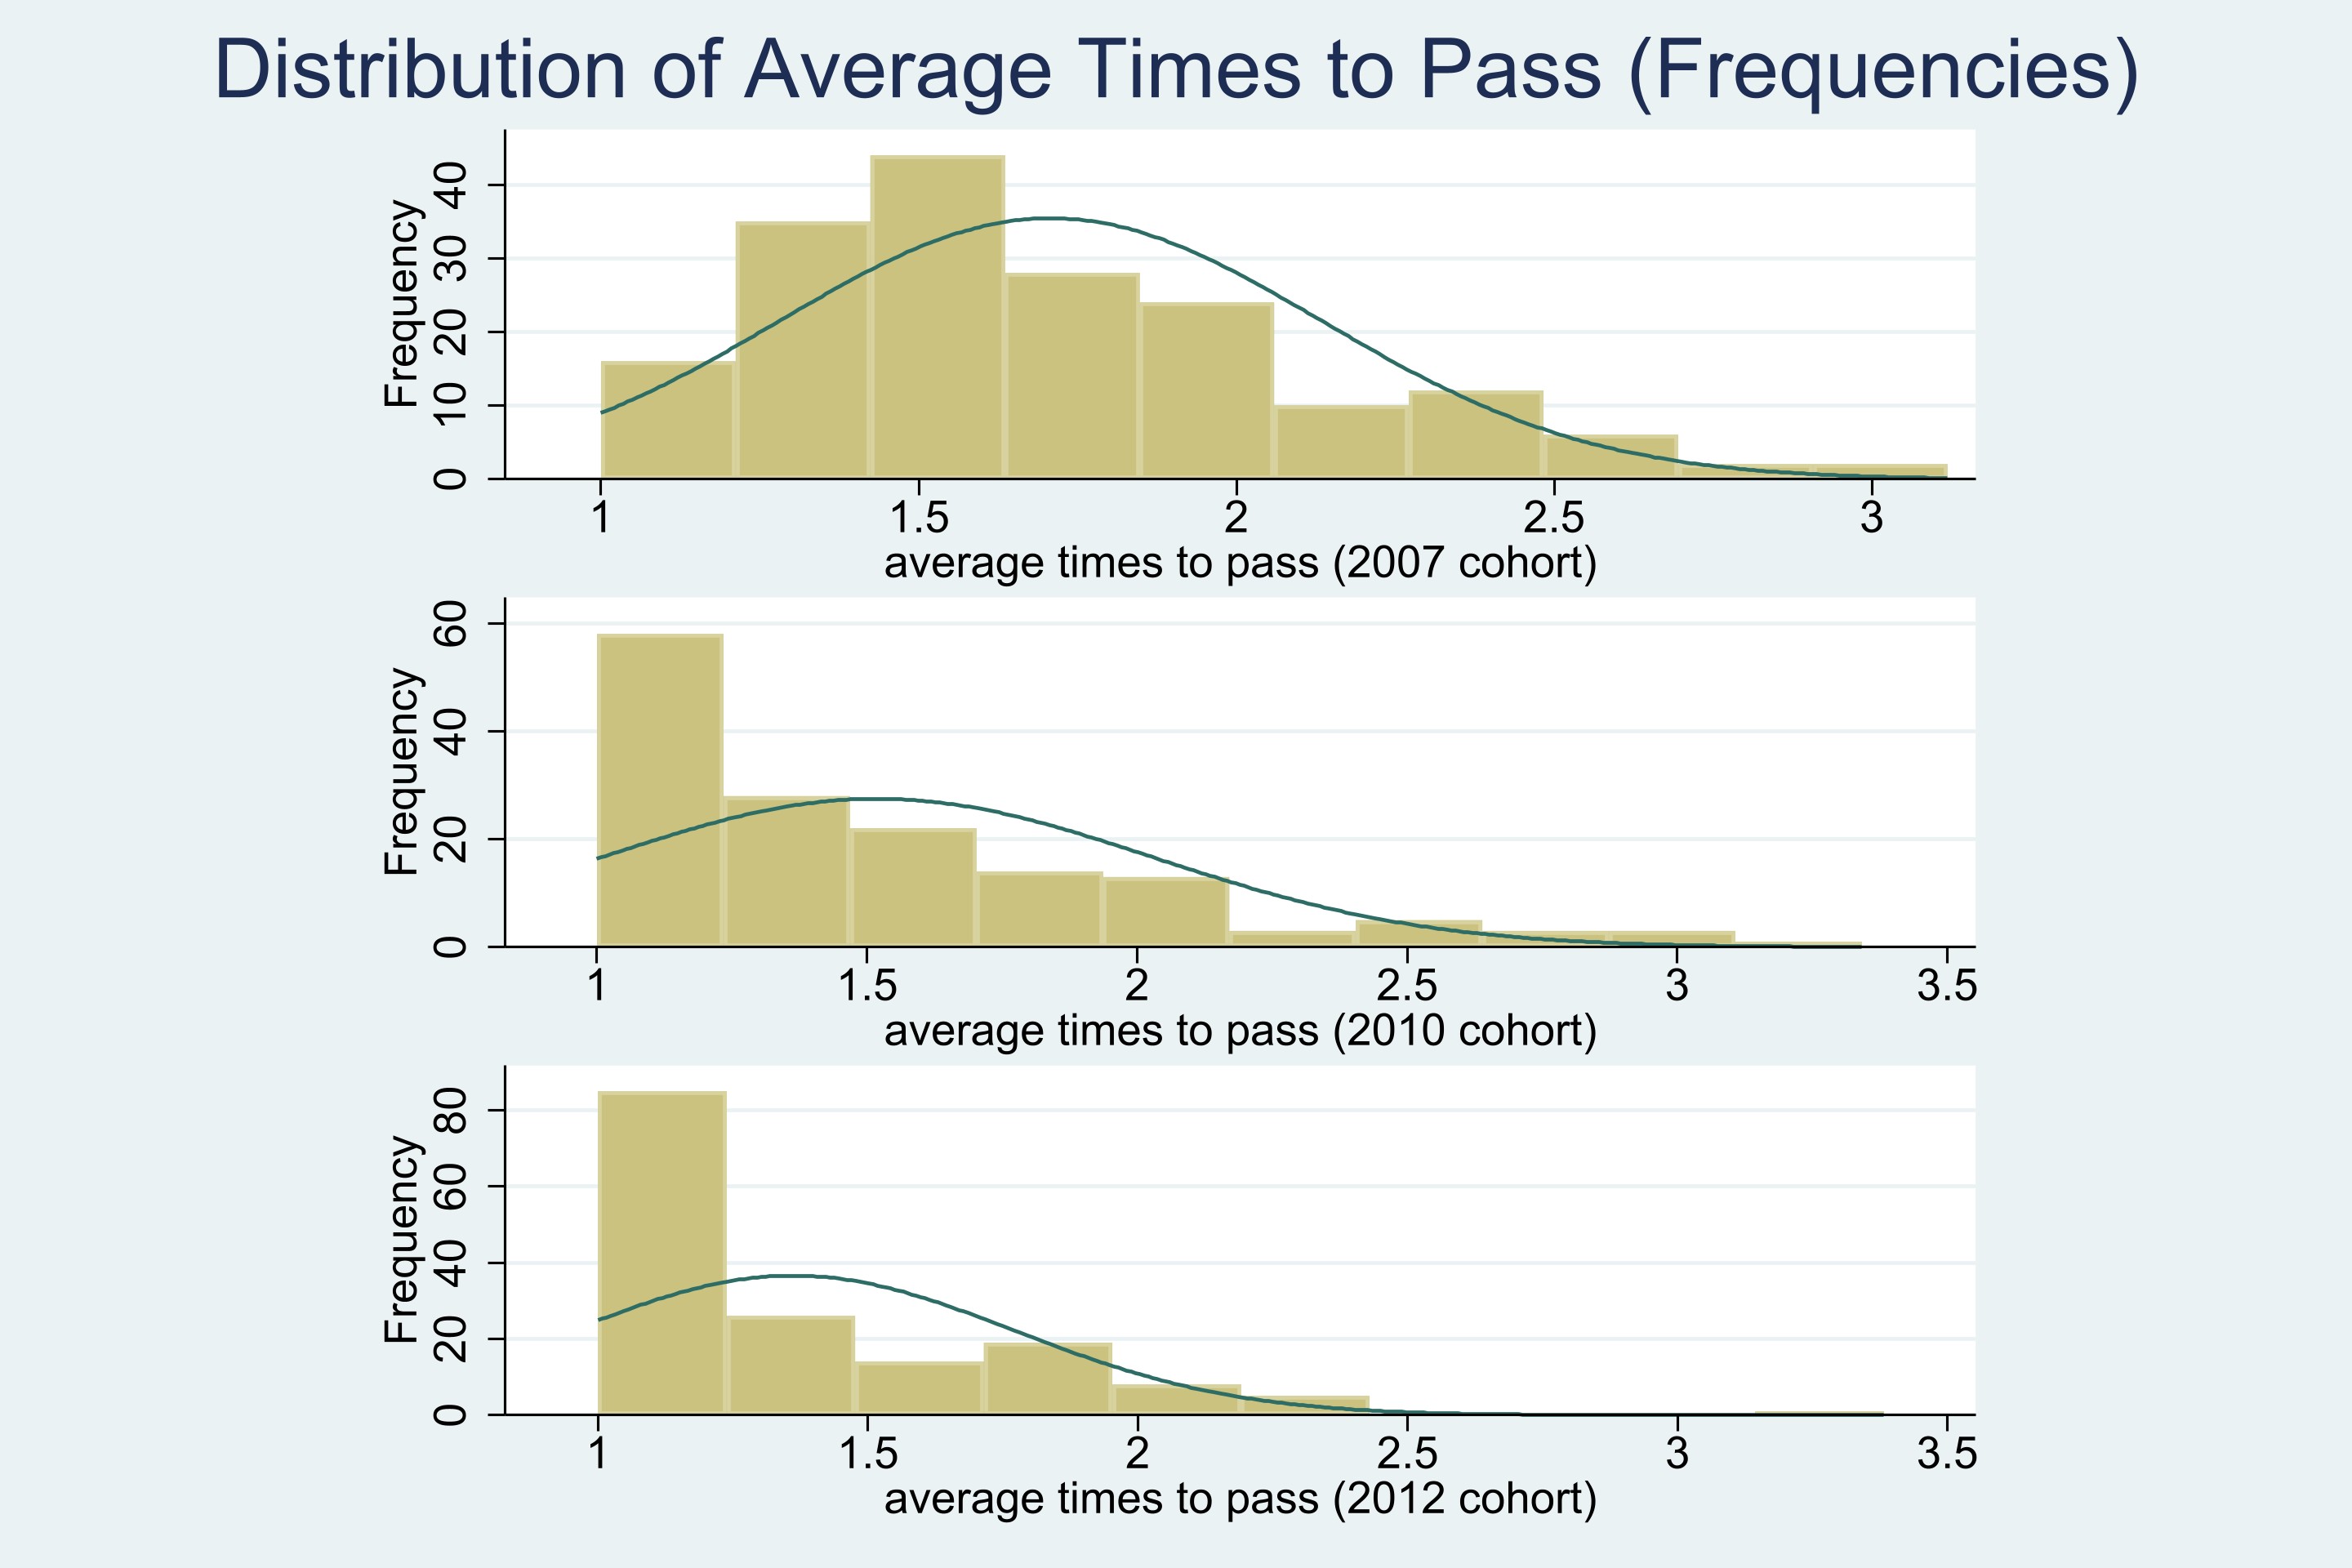 Distribution of Average Times to Pass (Frequencies)
Frequency
40
30
20
10
0
1 1.5 2 2.5 3
average times to pass (2007 cohort)
Frequency
60
40
20
0
1 1.5 2 2.5 3 3.5
average times to pass (2010 cohort)
Frequency
80
60
40
20
0
1 1.5 2 2.5 3 3.5
average times to pass (2012 cohort)